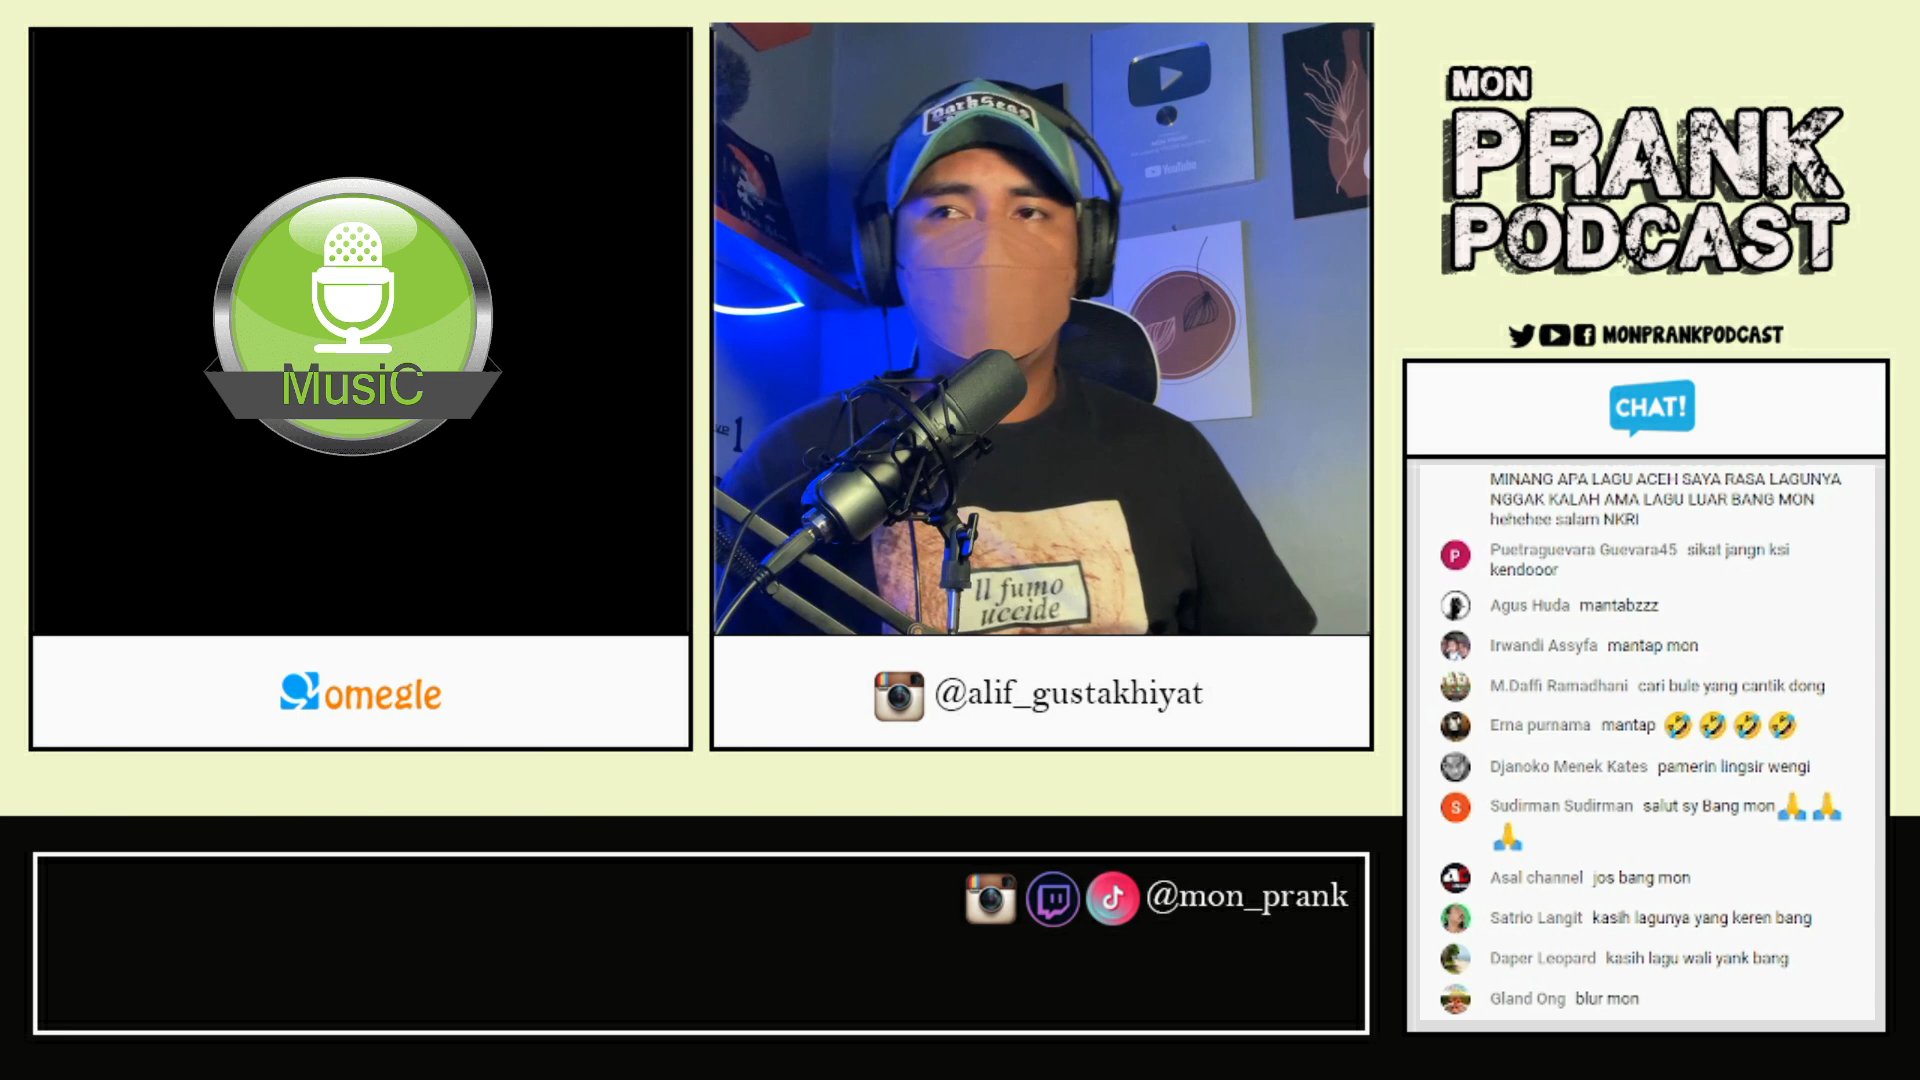 MON
PRANK
PODCAST
MONPRANKPODCAST
DarkSeas
YouTube
MusiC
ll fumo
uccide
omegle
@alif_gustakhiyat
@mon_prank
CHAT!
MINANG APA LAGU ACEH SAYA RASA LAGUNYA
NGGAK KALAH AMA LAGU LUAR BANG MON
hehehee salam NKRI
P Puetraguevara Guevara45 sikat jangn ksi
kendooor
Agus Huda mantabzzz
Irwandi Assyfa mantap mon
M.Daffi Ramadhani cari bule yang cantik dong
Erna purnama mantap 🤣 🤣 🤣 🤣
Djanoko Menek Kates pamerin lingsir wengi
S Sudirman Sudirman salut sy Bang mon 🙏 🙏
🙏
Asal channel jos bang mon
Satrio Langit kasih lagunya yang keren bang
Daper Leopard kasih lagu wali yank bang
Gland Ong blur mon